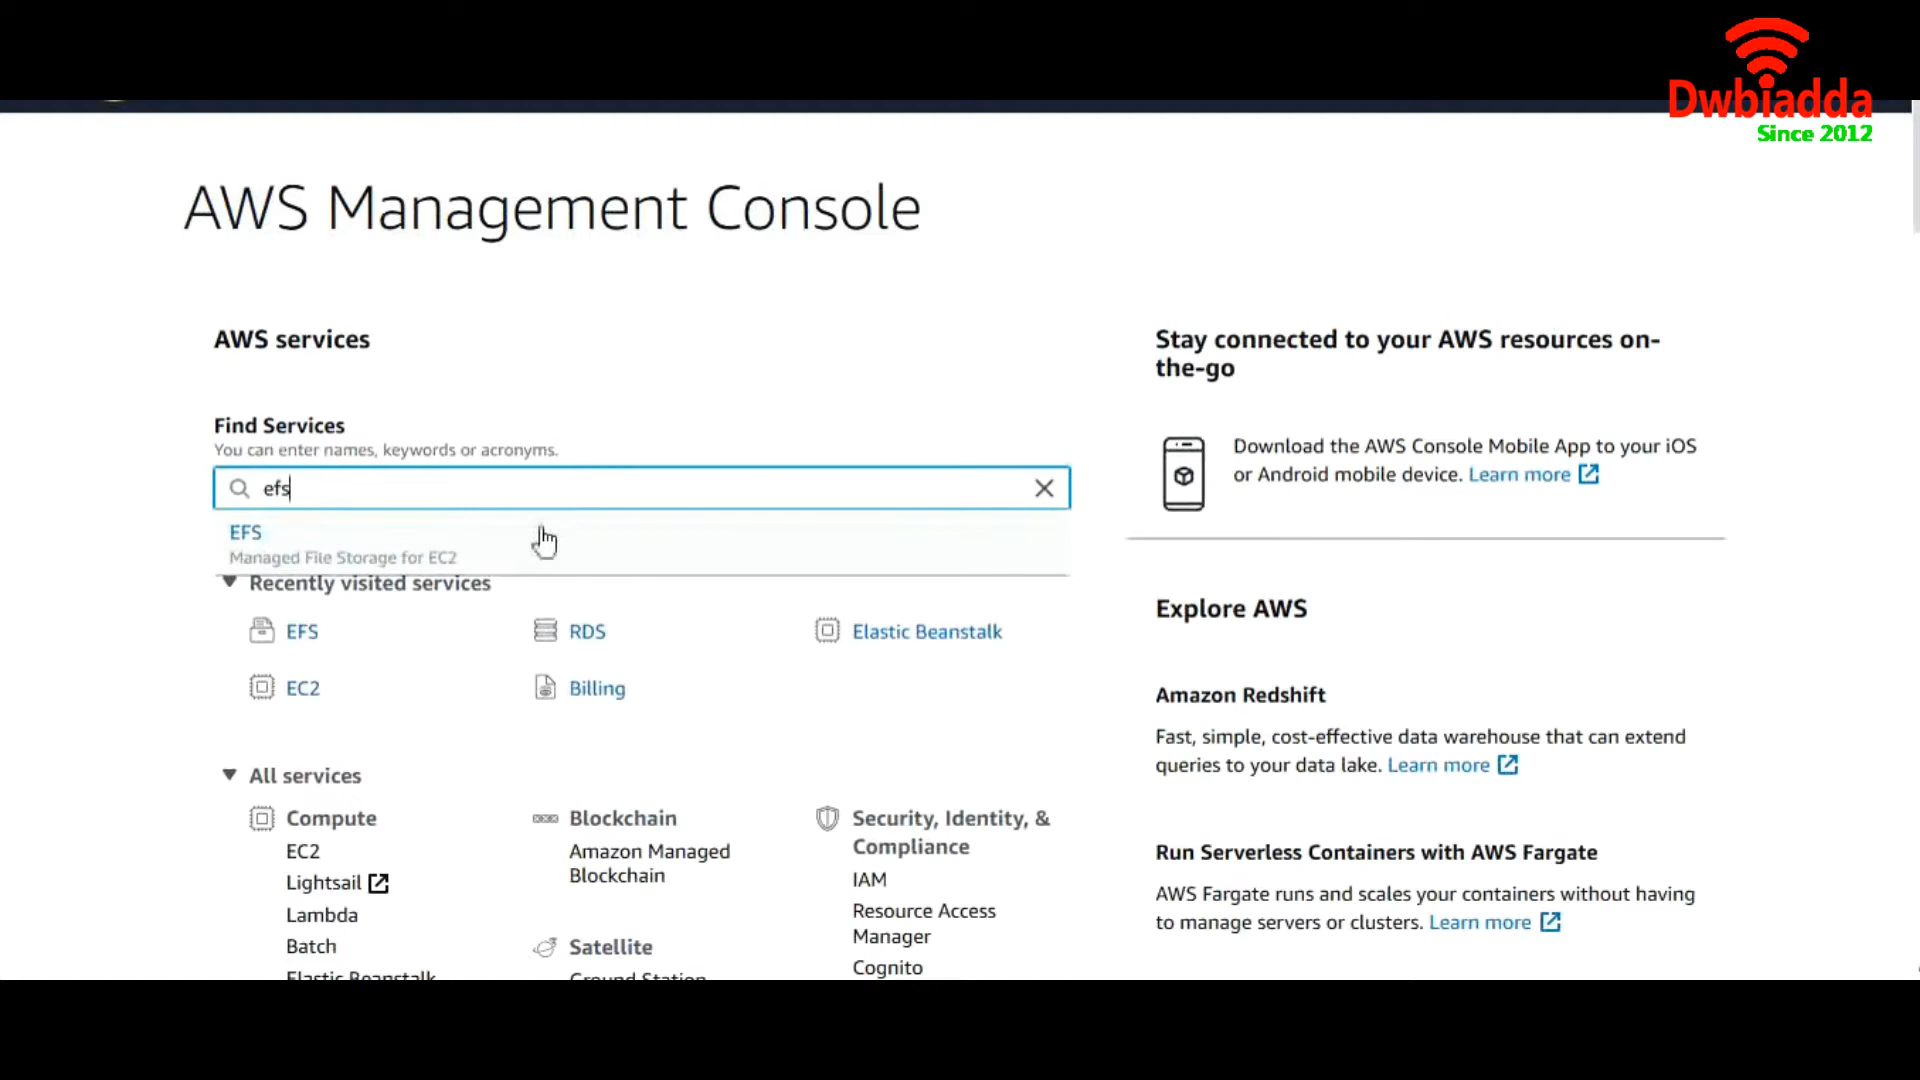 Dwbiadda
Since 2012
AWS Management Console
AWS services
Find Services
You can enter names, keywords or acronyms.
efs
EFS
Managed File Storage for EC2
Recently visited services
EFS
RDS
Elastic Beanstalk
EC2
Billing
All services
Compute
EC2
Lightsail
Lambda
Batch
Elastic Beanstalk
Blockchain
Amazon Managed
Blockchain
Satellite
Ground Station
Security, Identity, &
Compliance
IAM
Resource Access
Manager
Cognito
Stay connected to your AWS resources on-
the-go
Download the AWS Console Mobile App to your iOS
or Android mobile device. Learn more
Explore AWS
Amazon Redshift
Fast, simple, cost-effective data warehouse that can extend
queries to your data lake. Learn more
Run Serverless Containers with AWS Fargate
AWS Fargate runs and scales your containers without having
to manage servers or clusters. Learn more